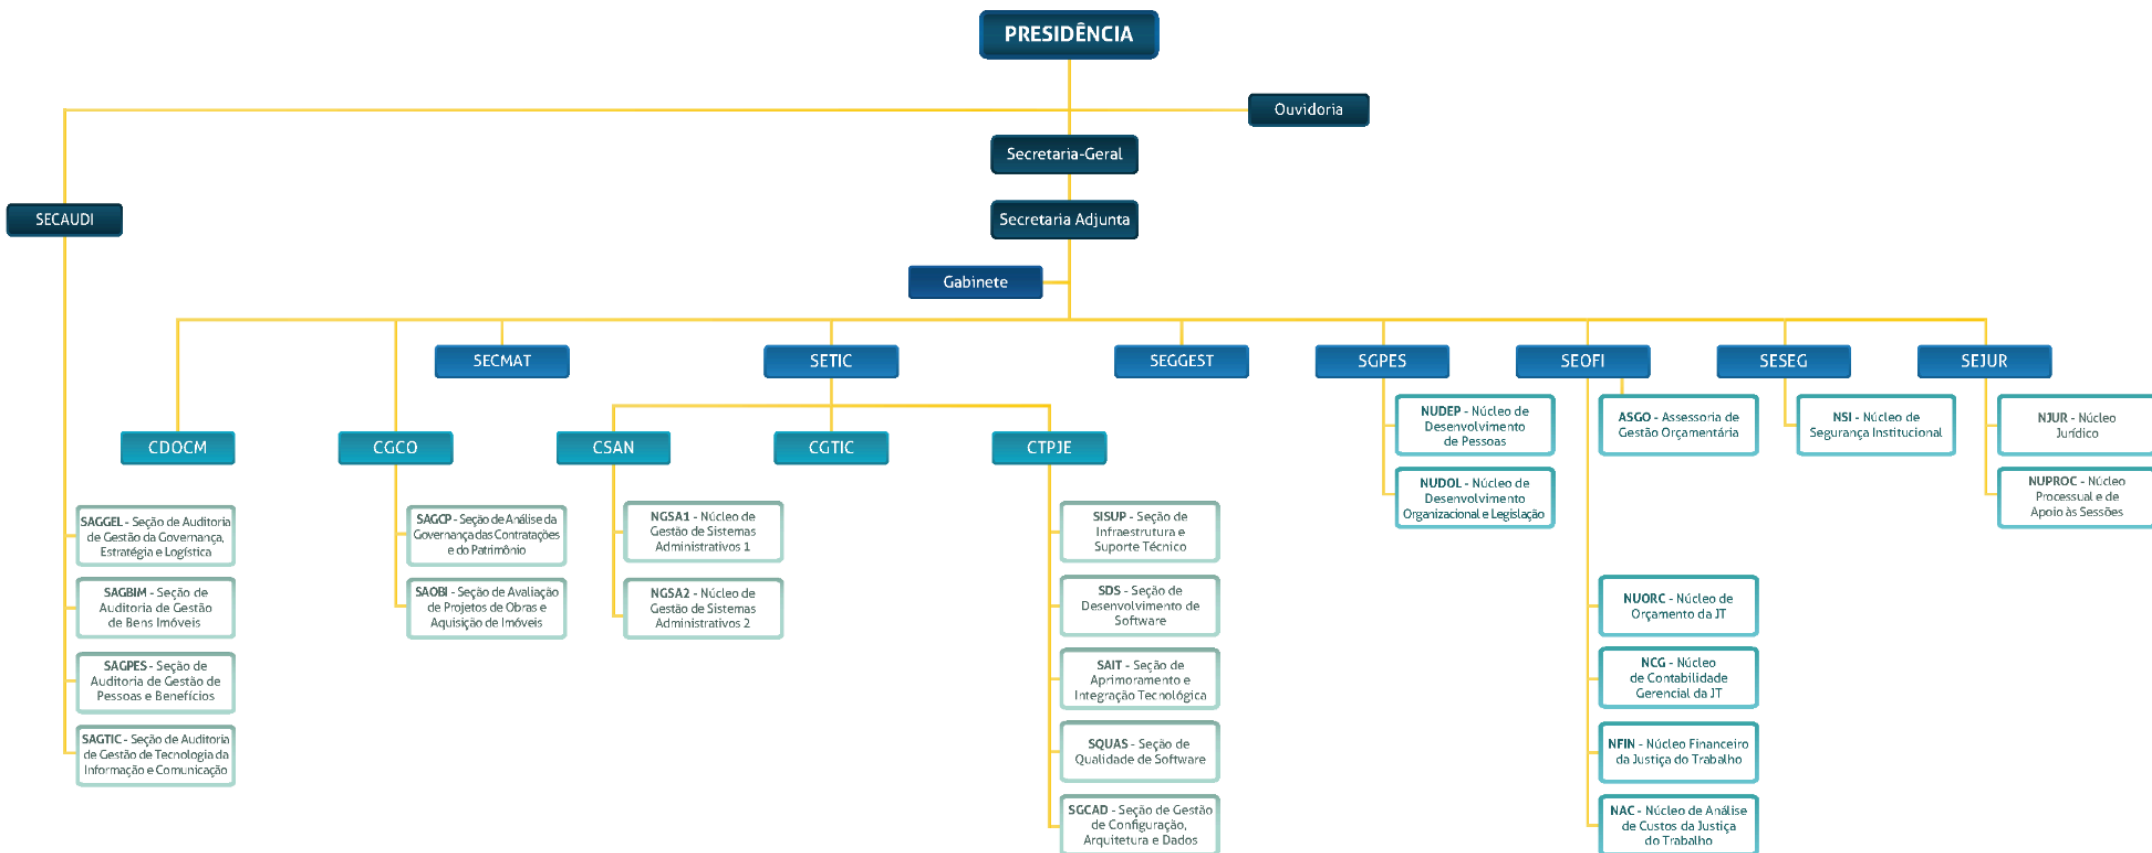 PRESIDÊNCIA
Ouvidoria
Secretaria-Geral
SECAUDI
Secretaria Adjunta
Gabinete
SECMAT
SETIC
SEGGEST
SGPES
SEOFI
SESEG
SEJUR
CDOCM
CGCO
CSAN
CGTIC
CTPJE
SAGGEL - Seção de Auditoria
de Gestão da Governança,
Estratégia e Logística
SAGBIM - Seção de
Auditoria de Gestão
de Bens Imóveis
SAGPES - Seção de
Auditoria de Gestão de
Pessoas e Benefícios
SAGTIC - Seção de Auditoria
de Gestão de Tecnologia da
Informação e Comunicação
SAGCP - Seção de Análise da
Governança das Contratações
e do Patrimônio
SAOBI - Seção de Avaliação
de Projetos de Obras e
Aquisição de Imóveis
NGSA1 - Núcleo de
Gestão de Sistemas
Administrativos 1
NGSA2 - Núcleo de
Gestão de Sistemas
Administrativos 2
SISUP - Seção de
Infraestrutura e
Suporte Técnico
SDS - Seção de
Desenvolvimento de
Software
SAIT - Seção de
Aprimoramento e
Integração Tecnológica
SQUAS - Seção de
Qualidade de Software
SGCAD - Seção de Gestão
de Configuração,
Arquitetura e Dados
NUDEP - Núcleo de
Desenvolvimento
de Pessoas
NUDOL - Núcleo de
Desenvolvimento
Organizacional e Legislação
ASGO - Assessoria de
Gestão Orçamentária
NUORC - Núcleo de
Orçamento da JT
NCG - Núcleo
de Contabilidade
Gerencial da JT
NFIN - Núcleo Financeiro
da Justiça do Trabalho
NAC - Núcleo de Análise
de Custos da Justiça
do Trabalho
NSI - Núcleo de
Segurança Institucional
NJUR - Núcleo
Jurídico
NUPROC - Núcleo
Processual e de
Apoio às Sessões